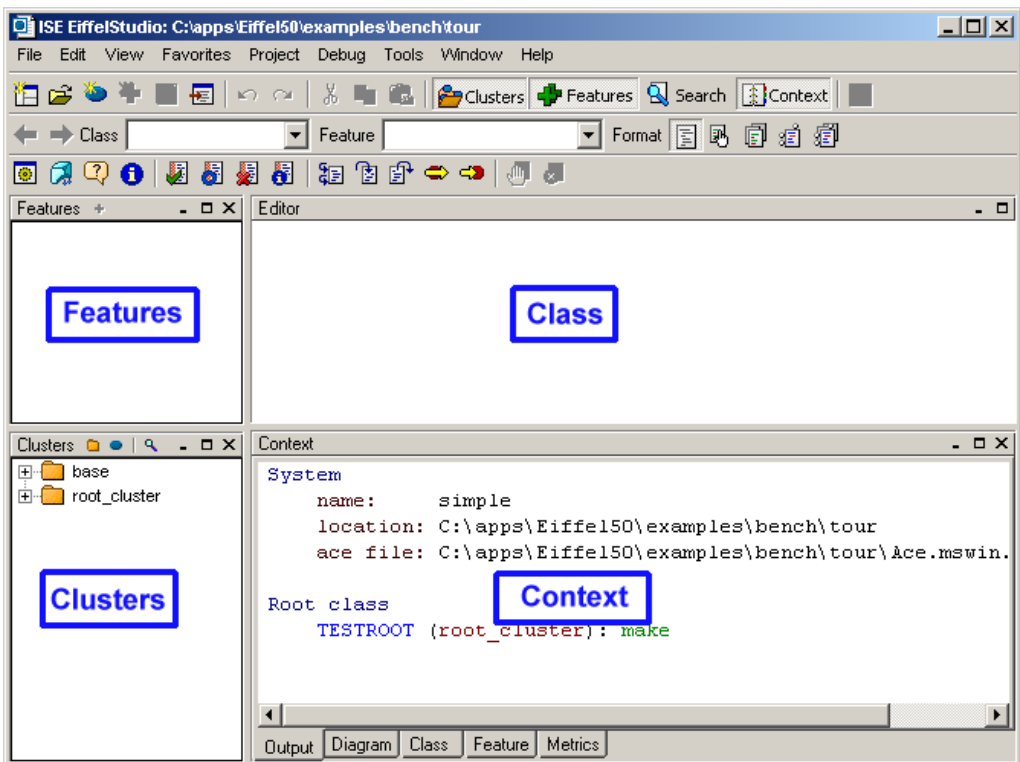 ISE EiffelStudio: C:\apps\Eiffel50\examples\bench\tour
File Edit View Favorites Project Debug Tools Window Help
Clusters Features Search Context
Class Feature Format
Features
Editor
Features
Class
Clusters
Context
base
root_cluster
Clusters
System
name: simple
location: C:\apps\Eiffel50\examples\bench\tour
ace file: C:\apps\Eiffel50\examples\bench\tour\Ace.mswin.
Context
Root class
TESTROOT (root_cluster): make
Output Diagram Class Feature Metrics